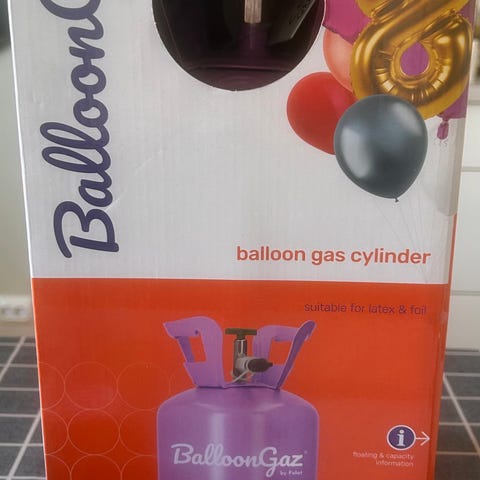 BalloonG
balloon gas cylinder
suitable for latex & foil
BalloonGaz
by Folat
i
floating & capacity
information